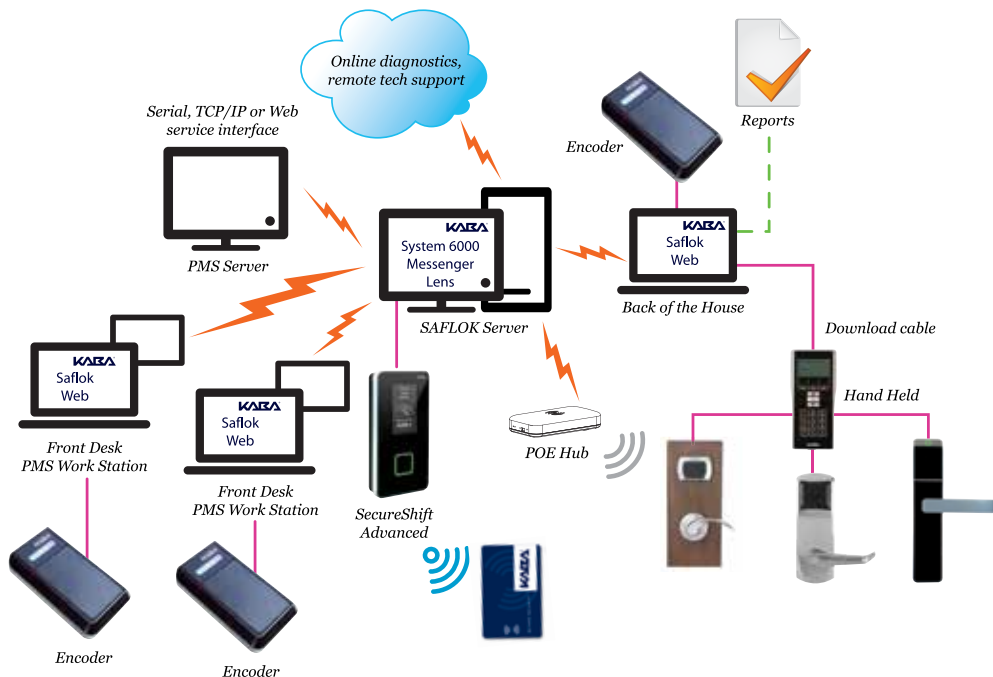 Online diagnostics,
remote tech support
Serial, TCP/IP or Web
service interface
PMS Server
KABA
System 6000
Messenger
Lens
SAFLOK Server
Encoder
Reports
KABA
Saflok
Web
Back of the House
Download cable
Hand Held
KABA
Saflok
Web
Front Desk
PMS Work Station
KABA
Saflok
Web
Front Desk
PMS Work Station
SecureShift
Advanced
POE Hub
KABA
Encoder
Encoder